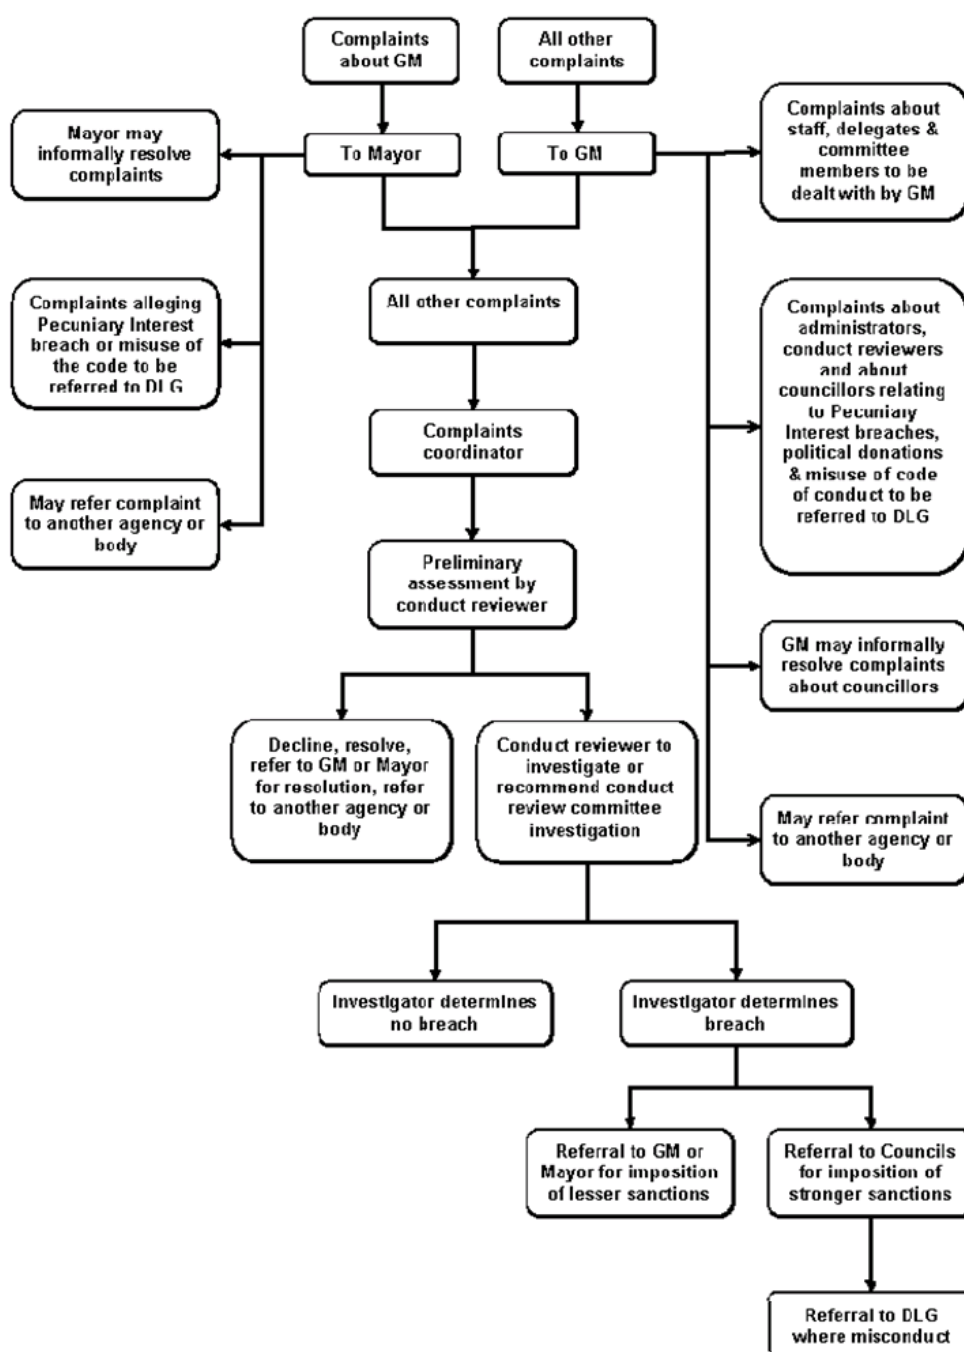 Complaints
about GM
All other
complaints
Mayor may
informally resolve
complaints
To Mayor
To GM
Complaints about
staff, delegates &
committee
members to be
dealt with by GM
Complaints alleging
Pecuniary Interest
breach or misuse of
the code to be
referred to DLG
All other complaints
Complaints about
administrators,
conduct reviewers
and about
councillors relating
to Pecuniary
Interest breaches,
political donations
& misuse of code
of conduct to be
referred to DLG
Complaints
coordinator
May refer complaint
to another agency or
body
Preliminary
assessment by
conduct reviewer
GM may informally
resolve complaints
about councillors
Decline, resolve,
refer to GM or Mayor
for resolution, refer
to another agency or
body
Conduct reviewer to
investigate or
recommend conduct
review committee
investigation
May refer complaint
to another agency or
body
Investigator determines
no breach
Investigator determines
breach
Referral to GM or
Mayor for imposition
of lesser sanctions
Referral to Councils
for imposition of
stronger sanctions
Referral to DLG
where misconduct